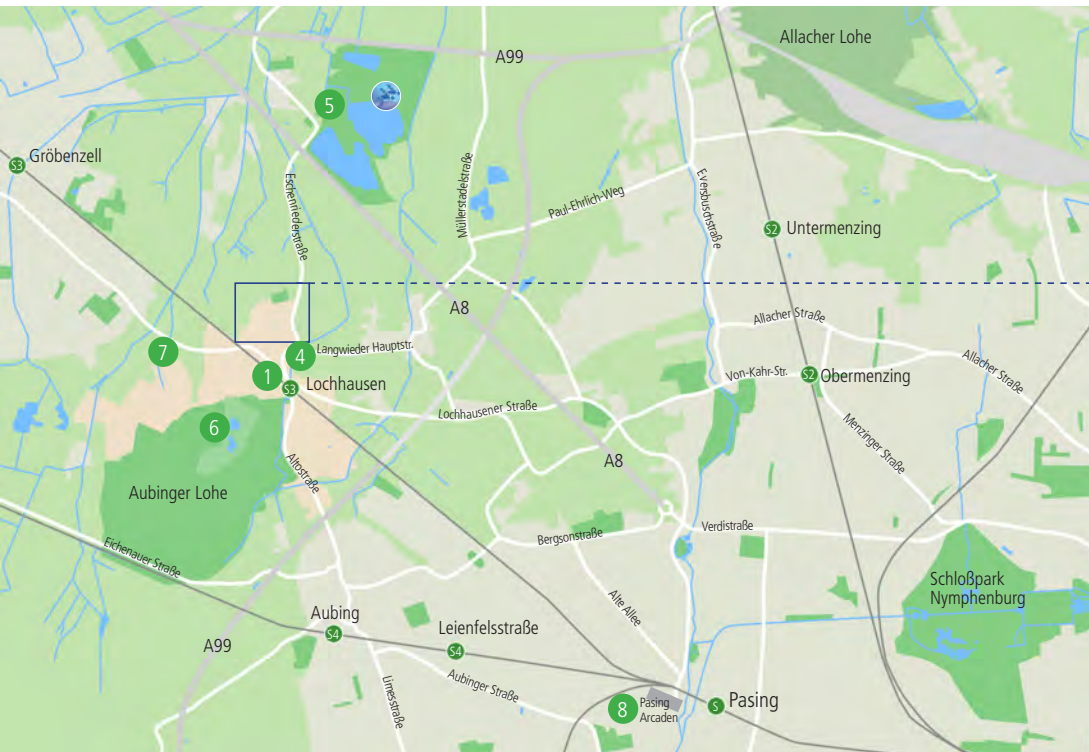 Allacher Lohe
A99
5
Gröbenzell
S3
Eschenriederstraße
Müllerstadelstraße
Paul-Ehrlich-Weg
Eversbuschstraße
S2
Untermenzing
A8
Allacher Straße
7
4
Langwieder Hauptstr.
1
S3
Lochhausen
Von-Kahr-Str.
S2
Obermenzing
Allacher Straße
Lochhausener Straße
6
Menzinger Straße
Altostraße
A8
Aubinger Lohe
Verdistraße
Bergsonstraße
Eichenauer Straße
Schloßpark
Nymphenburg
Alte Allee
Aubing
S4
Leienfelsstraße
S4
A99
Aubinger Straße
Limesstraße
8
Pasing
Arcaden
S
Pasing